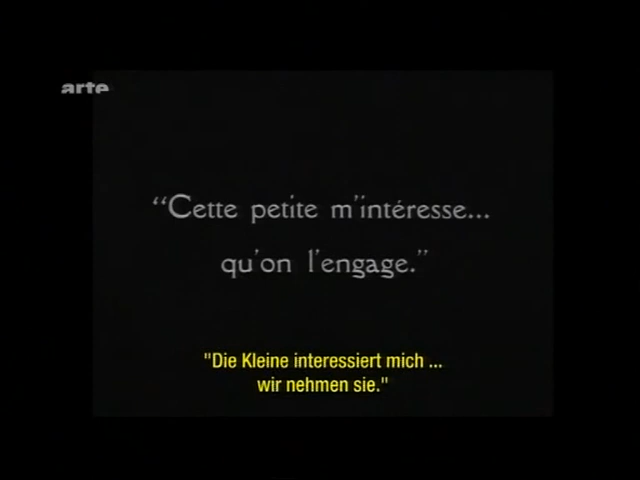 arte
“Cette petite m'intéresse...
qu'on l'engage.”
"Die Kleine interessiert mich ...
wir nehmen sie."